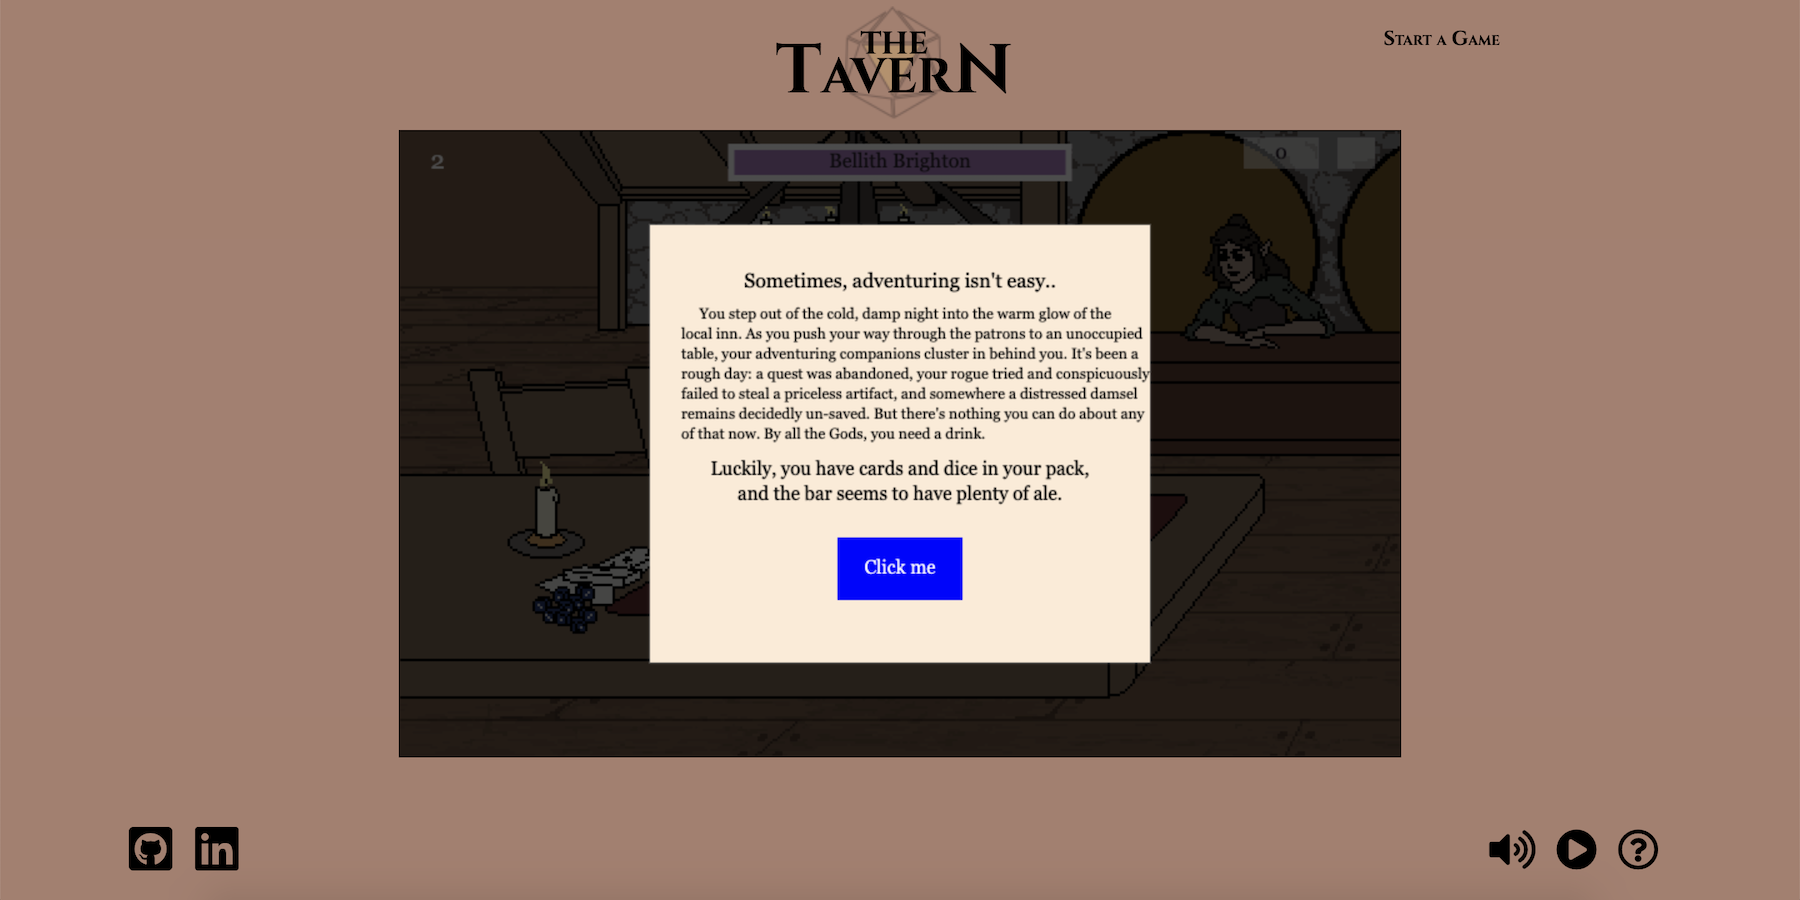 THE
TAVERN
START A GAME
2
Bellith Brighton
0
Sometimes, adventuring isn't easy..
You step out of the cold, damp night into the warm glow of the
local inn. As you push your way through the patrons to an unoccupied
table, your adventuring companions cluster in behind you. It's been a
rough day: a quest was abandoned, your rogue tried and conspicuously
failed to steal a priceless artifact, and somewhere a distressed damsel
remains decidedly un-saved. But there's nothing you can do about any
of that now. By all the Gods, you need a drink.
Luckily, you have cards and dice in your pack,
and the bar seems to have plenty of ale.
Click me
in
?